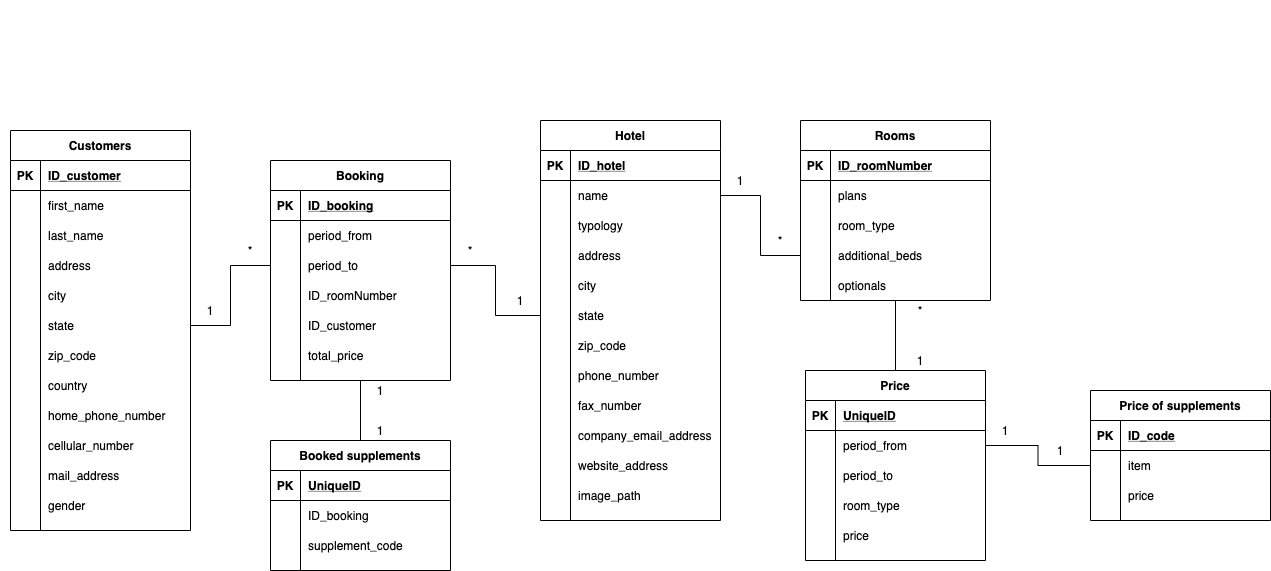 Customers
PK ID_customer
first_name
last_name
address
city
state
zip_code
country
home_phone_number
cellular_number
mail_address
gender
1
*
Booking
PK ID_booking
period_from
period_to
ID_roomNumber
ID_customer
total_price
1
1
Booked supplements
PK UniqueID
ID_booking
supplement_code
*
1
Hotel
PK ID_hotel
name
typology
address
city
state
zip_code
phone_number
fax_number
company_email_address
website_address
image_path
1
*
Rooms
PK ID_roomNumber
plans
room_type
additional_beds
optionals
*
1
Price
PK UniqueID
period_from
period_to
room_type
price
1
1
Price of supplements
PK ID_code
item
price